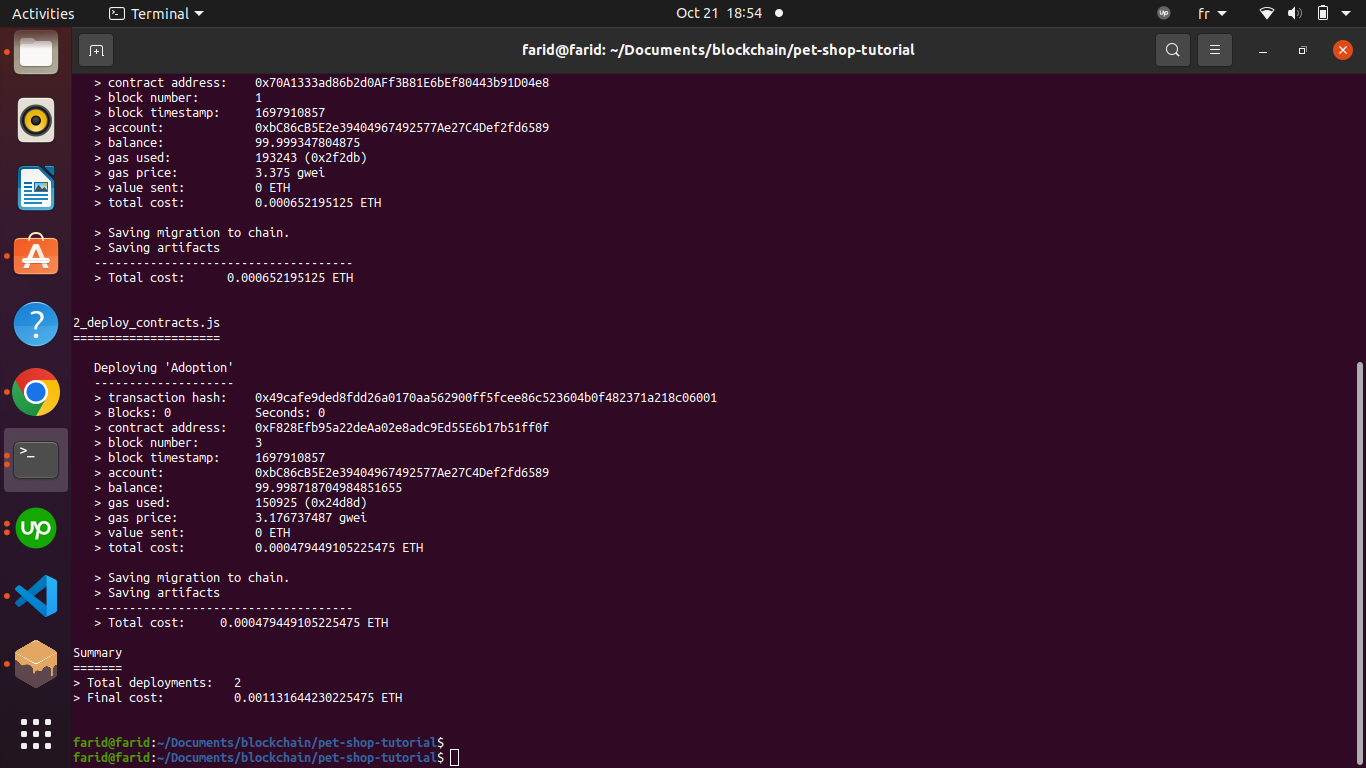 Activities
Terminal
Oct 21 18:54
fr
farid@farid: ~/Documents/blockchain/pet-shop-tutorial
> contract address: 0x70A1333ad86b2d0AFf3B81E6bEf80443b91D04e8
> block number: 1
> block timestamp: 1697910857
> account: 0xbC86cB5E2e39404967492577Ae27C4Def2fd6589
> balance: 99.999347804875
> gas used: 193243 (0x2f2db)
> gas price: 3.375 gwei
> value sent: 0 ETH
> total cost: 0.000652195125 ETH
> Saving migration to chain.
> Saving artifacts
-------------------------------------
> Total cost: 0.000652195125 ETH
2_deploy_contracts.js
=====================
Deploying 'Adoption'
--------------------
> transaction hash: 0x49cafe9ded8fdd26a0170aa562900ff5fcee86c523604b0f482371a218c06001
> Blocks: 0 Seconds: 0
> contract address: 0xF828Efb95a22deAa02e8adc9Ed55E6b17b51ff0f
> block number: 3
> block timestamp: 1697910857
> account: 0xbC86cB5E2e39404967492577Ae27C4Def2fd6589
> balance: 99.998718704984851655
> gas used: 150925 (0x24d8d)
> gas price: 3.176737487 gwei
> value sent: 0 ETH
> total cost: 0.000479449105225475 ETH
> Saving migration to chain.
> Saving artifacts
-------------------------------------
> Total cost: 0.000479449105225475 ETH
Summary
=======
> Total deployments: 2
> Final cost: 0.001131644230225475 ETH
farid@farid:~/Documents/blockchain/pet-shop-tutorial$
farid@farid:~/Documents/blockchain/pet-shop-tutorial$
up